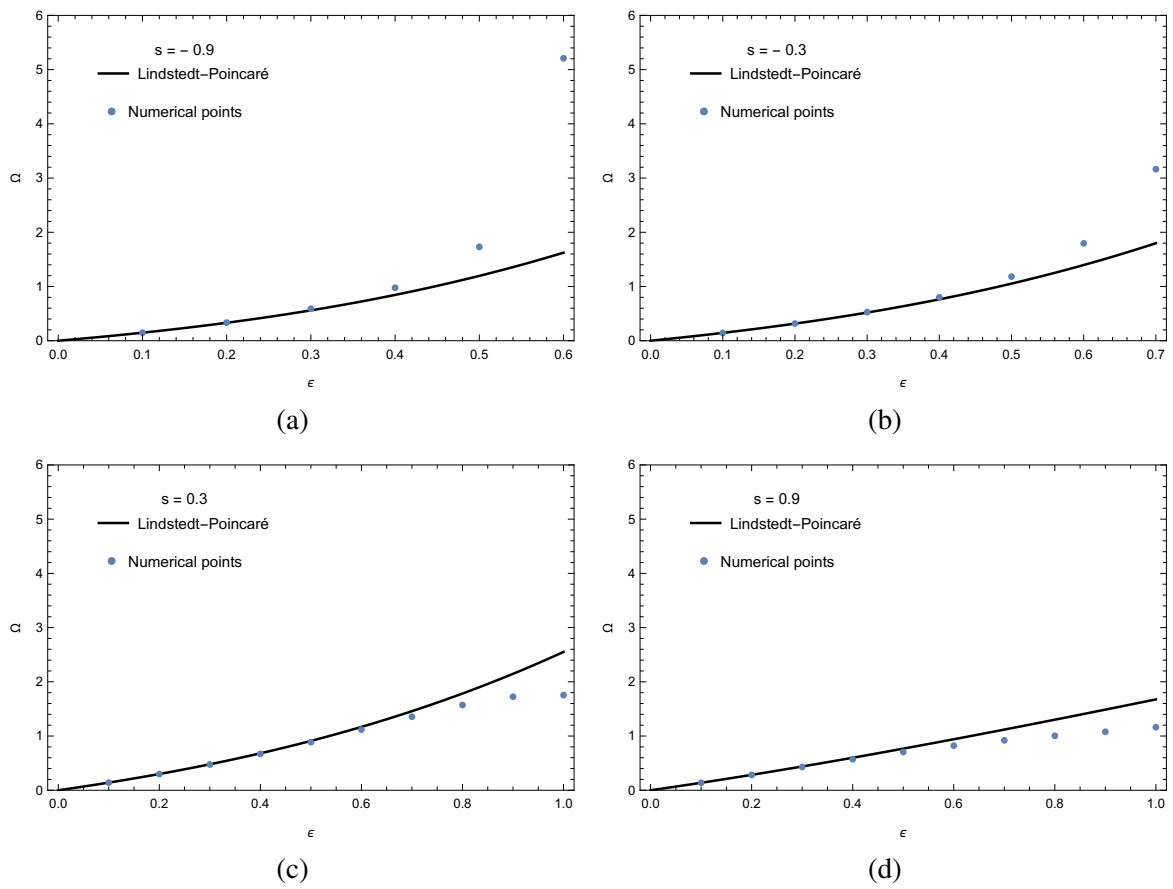 6
5
4
3
2
1
0
Ω
s = − 0.9
Lindstedt−Poincaré
Numerical points
0.0 0.1 0.2 0.3 0.4 0.5 0.6
ϵ
(a)
6
5
4
3
2
1
0
Ω
s = − 0.3
Lindstedt−Poincaré
Numerical points
0.0 0.1 0.2 0.3 0.4 0.5 0.6 0.7
ϵ
(b)
6
5
4
3
2
1
0
Ω
s = 0.3
Lindstedt−Poincaré
Numerical points
0.0 0.2 0.4 0.6 0.8 1.0
ϵ
(c)
6
5
4
3
2
1
0
Ω
s = 0.9
Lindstedt−Poincaré
Numerical points
0.0 0.2 0.4 0.6 0.8 1.0
ϵ
(d)